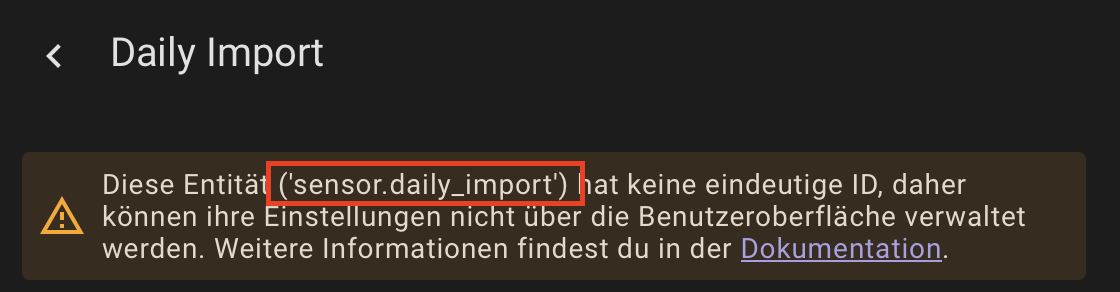 Daily Import
Diese Entität ('sensor.daily_import') hat keine eindeutige ID, daher
können ihre Einstellungen nicht über die Benutzeroberfläche verwaltet
werden. Weitere Informationen findest du in der Dokumentation.